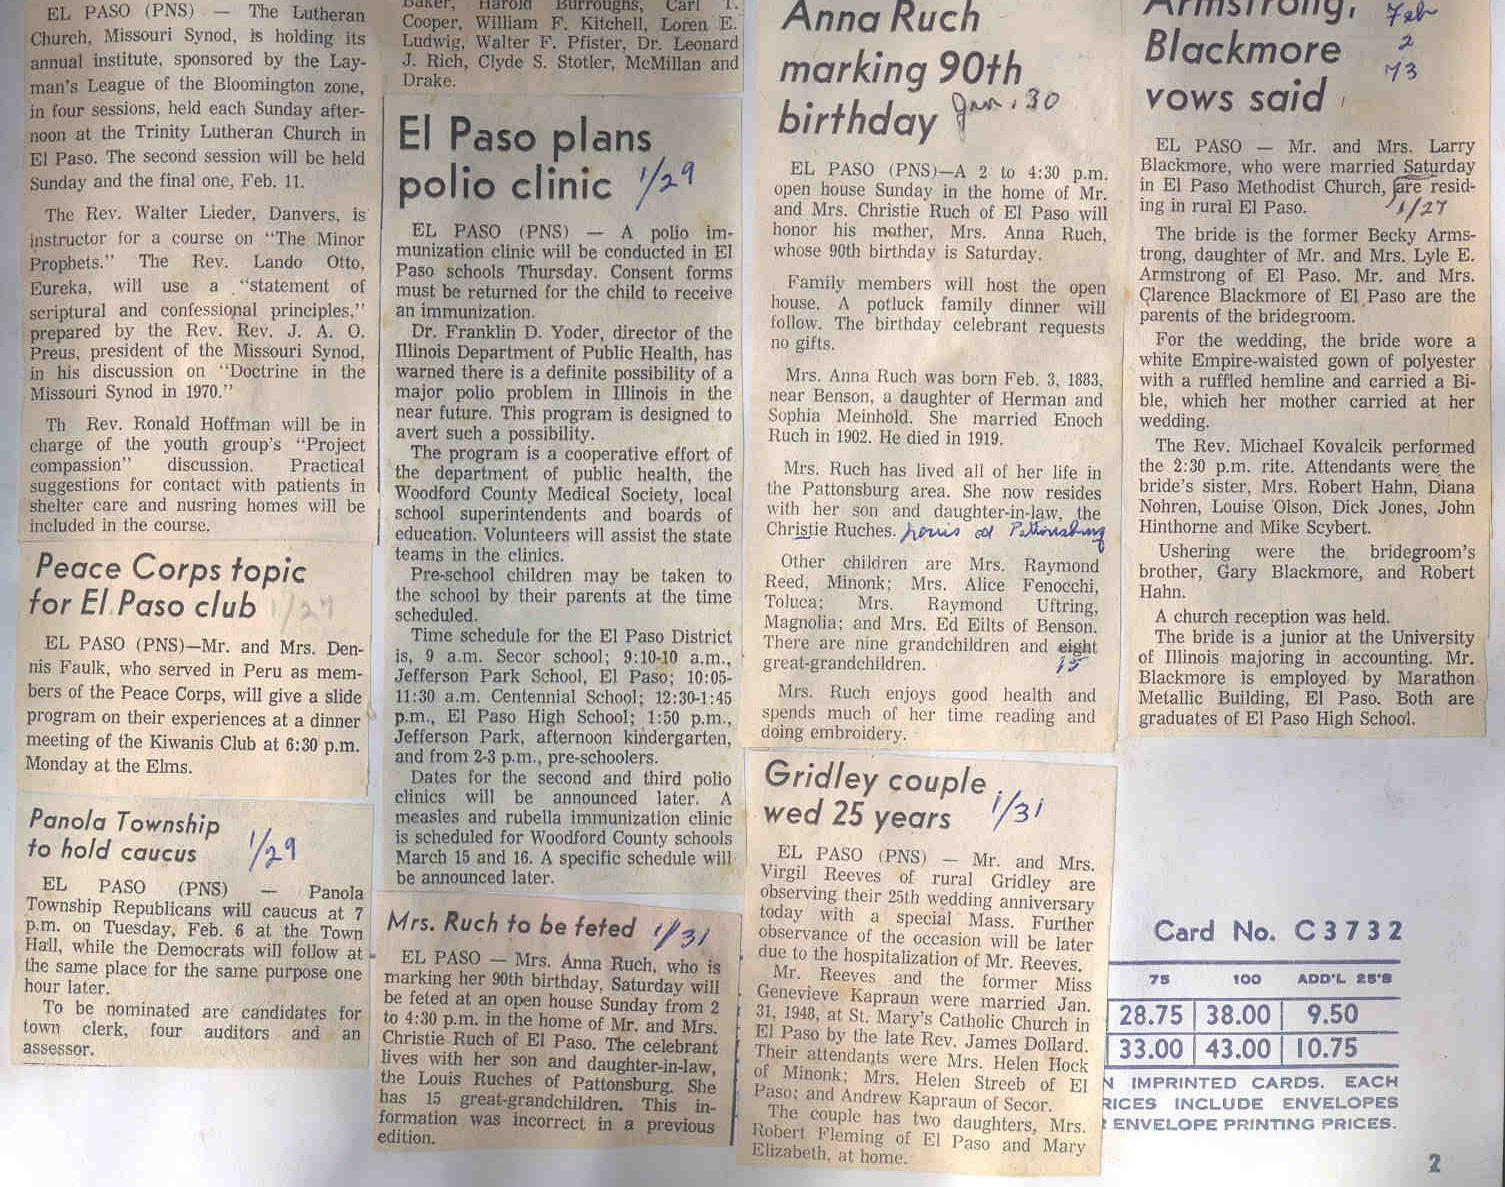 EL PASO (PNS) — The Lutheran
Church, Missouri Synod, is holding its
annual institute, sponsored by the Lay-
man's League of the Bloomington zone,
in four sessions, held each Sunday after-
noon at the Trinity Lutheran Church in
El Paso. The second session will be held
Sunday and the final one, Feb. 11.
The Rev. Walter Lieder, Danvers, is
instructor for a course on “The Minor
Prophets.” The Rev. Lando Otto,
Eureka, will use a “statement of
scriptural and confessional principles,”
prepared by the Rev. Rev. J. A. O.
Preus, president of the Missouri Synod,
in his discussion on “Doctrine in the
Missouri Synod in 1970.”
Th Rev. Ronald Hoffman will be in
charge of the youth group's “Project
compassion” discussion. Practical
suggestions for contact with patients in
shelter care and nusring homes will be
included in the course.
Peace Corps topic
for El Paso club 1/27
EL PASO (PNS)—Mr. and Mrs. Den-
nis Faulk, who served in Peru as mem-
bers of the Peace Corps, will give a slide
program on their experiences at a dinner
meeting of the Kiwanis Club at 6:30 p.m.
Monday at the Elms.
Panola Township
to hold caucus 1/29
EL PASO (PNS) — Panola
Township Republicans will caucus at 7
p.m. on Tuesday, Feb. 6 at the Town
Hall, while the Democrats will follow at
the same place for the same purpose one
hour later.
To be nominated are candidates for
town clerk, four auditors and an
assessor.
Baker, Harold Burroughs, Carl T.
Cooper, William F. Kitchell, Loren E.
Ludwig, Walter F. Pfister, Dr. Leonard
J. Rich, Clyde S. Stotler, McMillan and
Drake.
El Paso plans
polio clinic 1/29
EL PASO (PNS) — A polio im-
munization clinic will be conducted in El
Paso schools Thursday. Consent forms
must be returned for the child to receive
an immunization.
Dr. Franklin D. Yoder, director of the
Illinois Department of Public Health, has
warned there is a definite possibility of a
major polio problem in Illinois in the
near future. This program is designed to
avert such a possibility.
The program is a cooperative effort of
the department of public health, the
Woodford County Medical Society, local
school superintendents and boards of
education. Volunteers will assist the state
teams in the clinics.
Pre-school children may be taken to
the school by their parents at the time
scheduled.
Time schedule for the El Paso District
is, 9 a.m. Secor school; 9:10-10 a.m.,
Jefferson Park School, El Paso; 10:05-
11:30 a.m. Centennial School; 12:30-1:45
p.m., El Paso High School; 1:50 p.m.,
Jefferson Park, afternoon kindergarten,
and from 2-3 p.m., pre-schoolers.
Dates for the second and third polio
clinics will be announced later. A
measles and rubella immunization clinic
is scheduled for Woodford County schools
March 15 and 16. A specific schedule will
be announced later.
Mrs. Ruch to be feted 1/31
EL PASO — Mrs. Anna Ruch, who is
marking her 90th birthday, Saturday will
be feted at an open house Sunday from 2
to 4:30 p.m. in the home of Mr. and Mrs.
Christie Ruch of El Paso. The celebrant
lives with her son and daughter-in-law,
the Louis Ruches of Pattonsburg. She
has 15 great-grandchildren. This in-
formation was incorrect in a previous
edition.
Anna Ruch
marking 90th
birthday Jan. 30
EL PASO (PNS)—A 2 to 4:30 p.m.
open house Sunday in the home of Mr.
and Mrs. Christie Ruch of El Paso will
honor his mother, Mrs. Anna Ruch,
whose 90th birthday is Saturday.
Family members will host the open
house. A potluck family dinner will
follow. The birthday celebrant requests
no gifts.
Mrs. Anna Ruch was born Feb. 3, 1883,
near Benson, a daughter of Herman and
Sophia Meinhold. She married Enoch
Ruch in 1902. He died in 1919.
Mrs. Ruch has lived all of her life in
the Pattonsburg area. She now resides
with her son and daughter-in-law, the
Christie Ruches. Louis at Pattonsburg
Other children are Mrs. Raymond
Reed, Minonk; Mrs. Alice Fenocchi,
Toluca; Mrs. Raymond Uftring,
Magnolia; and Mrs. Ed Eilts of Benson.
There are nine grandchildren and eight
great-grandchildren. 15
Mrs. Ruch enjoys good health and
spends much of her time reading and
doing embroidery.
Gridley couple
wed 25 years 1/31
EL PASO (PNS) — Mr. and Mrs.
Virgil Reeves of rural Gridley are
observing their 25th wedding anniversary
today with a special Mass. Further
observance of the occasion will be later
due to the hospitalization of Mr. Reeves.
Mr. Reeves and the former Miss
Genevieve Kapraun were married Jan.
31, 1948, at St. Mary's Catholic Church in
El Paso by the late Rev. James Dollard.
Their attendants were Mrs. Helen Hock
of Minonk; Mrs. Helen Streeb of El
Paso; and Andrew Kapraun of Secor.
The couple has two daughters, Mrs.
Robert Fleming of El Paso and Mary
Elizabeth, at home.
Armstrong, Feb
Blackmore 2
vows said 73
EL PASO — Mr. and Mrs. Larry
Blackmore, who were married Saturday
in El Paso Methodist Church, are resid-
ing in rural El Paso. 1/27
The bride is the former Becky Arms-
trong, daughter of Mr. and Mrs. Lyle E.
Armstrong of El Paso. Mr. and Mrs.
Clarence Blackmore of El Paso are the
parents of the bridegroom.
For the wedding, the bride wore a
white Empire-waisted gown of polyester
with a ruffled hemline and carried a Bi-
ble, which her mother carried at her
wedding.
The Rev. Michael Kovalcik performed
the 2:30 p.m. rite. Attendants were the
bride's sister, Mrs. Robert Hahn, Diana
Nohren, Louise Olson, Dick Jones, John
Hinthorne and Mike Scybert.
Ushering were the bridegroom's
brother, Gary Blackmore, and Robert
Hahn.
A church reception was held.
The bride is a junior at the University
of Illinois majoring in accounting. Mr.
Blackmore is employed by Marathon
Metallic Building, El Paso. Both are
graduates of El Paso High School.
Card No. C3732
75 100 ADD'L 25'S
28.75 38.00 9.50
33.00 43.00 10.75
N IMPRINTED CARDS. EACH
RICES INCLUDE ENVELOPES
ENVELOPE PRINTING PRICES.
2